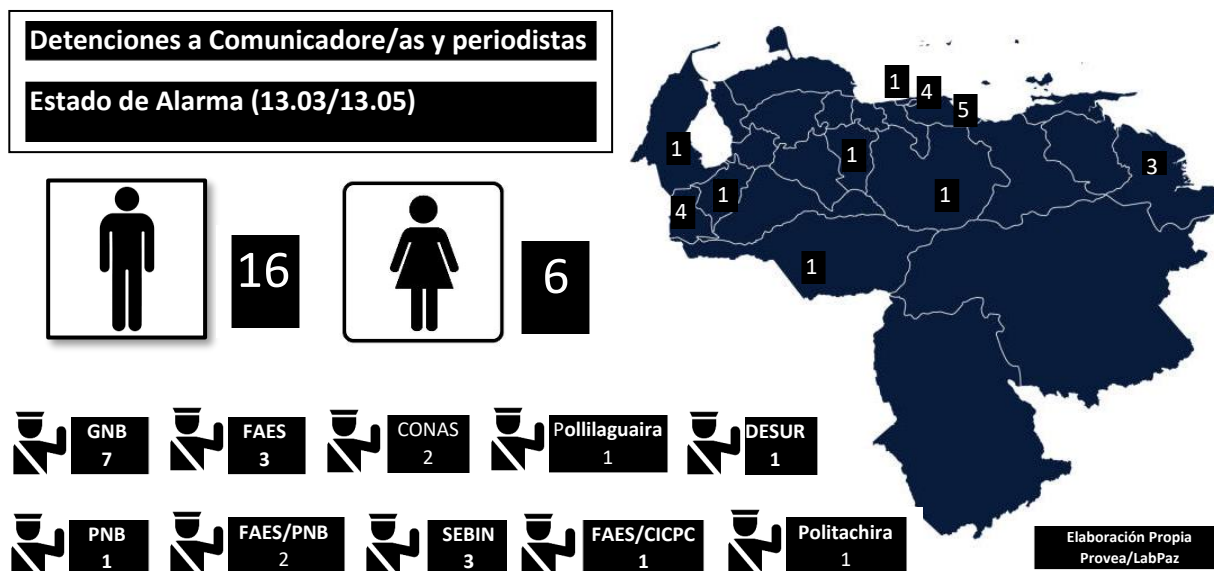 Detenciones a Comunicadore/as y periodistas
Estado de Alarma (13.03/13.05)
16
6
1
4
5
1
1
3
4
1
1
1
GNB
7
FAES
3
CONAS
2
Pollilaguaira
1
DESUR
1
PNB
1
FAES/PNB
2
SEBIN
3
FAES/CICPC
1
Politachira
1
Elaboración Propia
Provea/LabPaz